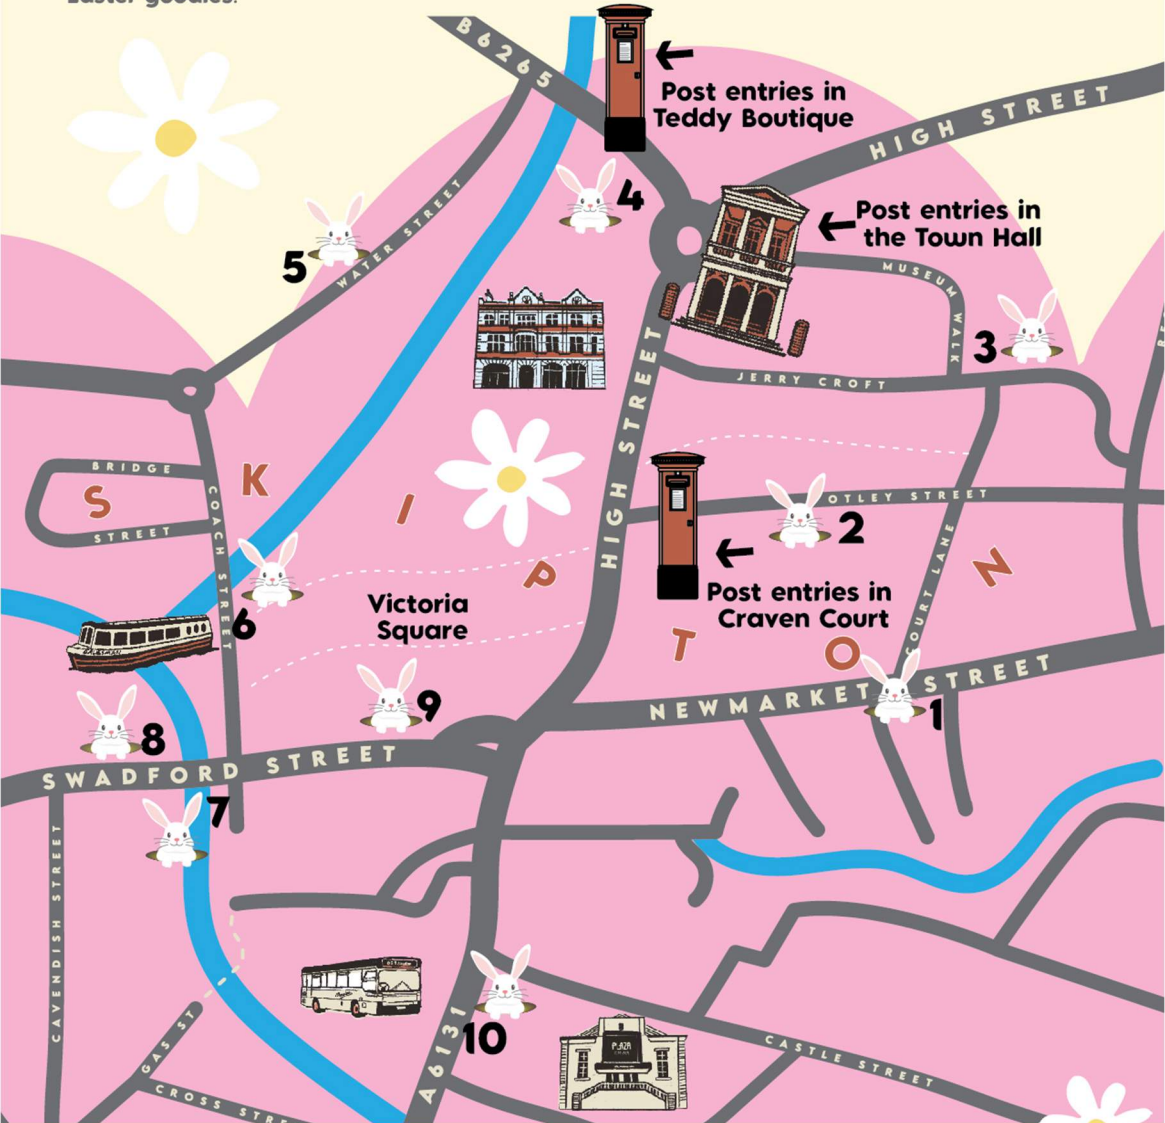 Easter goodies!
B6265
Post entries in
Teddy Boutique
HIGH STREET
4
Post entries in
the Town Hall
WATER STREET
5
MUSEUM WALK
3
JERRY CROFT
HIGH STREET
BRIDGE
STREET
COACH STREET
S
K
I
P
T
O
N
OTLEY STREET
2
Post entries in
Craven Court
COURT LANE
Victoria
Square
6
NEWMARKET STREET
1
9
8
SWADFORD STREET
7
CAVENDISH STREET
10
A6131
PLAZA
CASTLE STREET
GAS ST
CROSS STRE